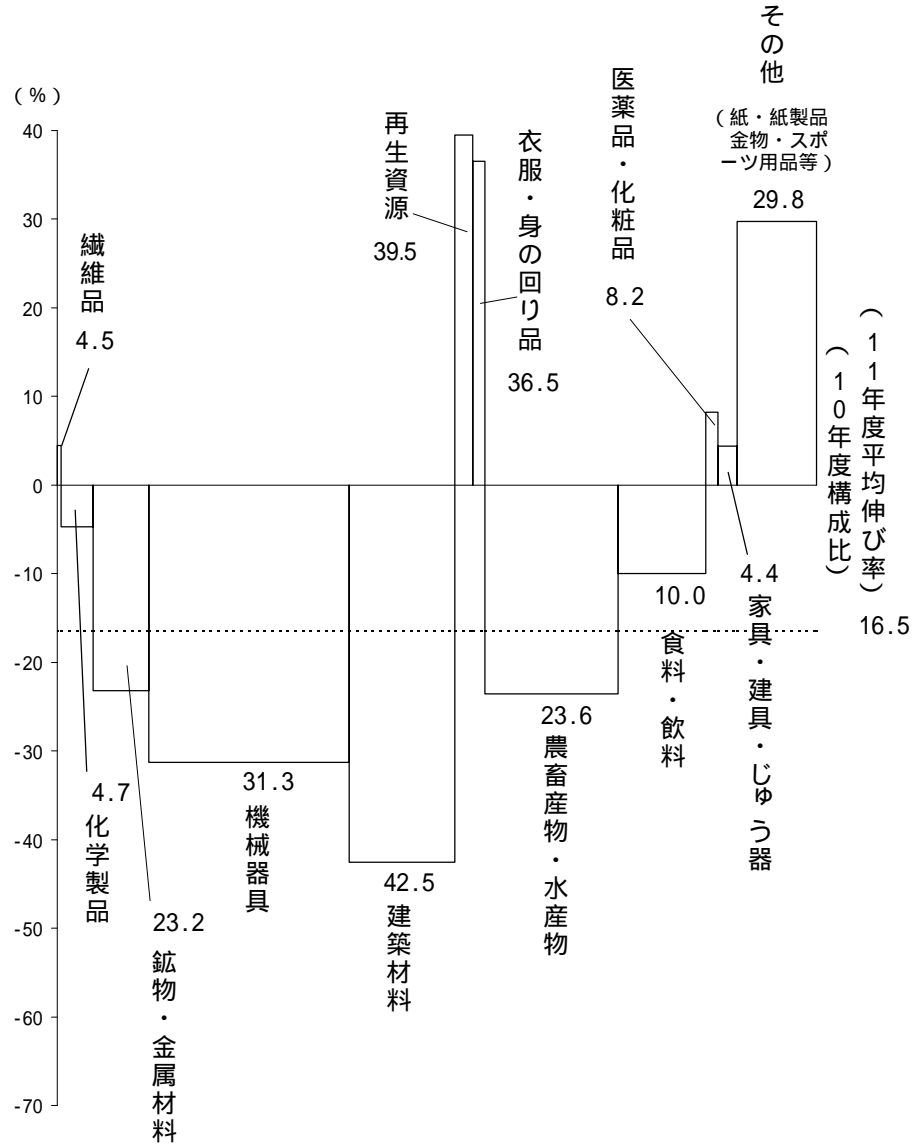 (%)
40
30
20
10
0
-10
-20
-30
-40
-50
-60
-70
繊維品
4.5
4.7
化学製品
23.2
鉱物・金属材料
31.3
機械器具
42.5
建築材料
再生資源
39.5
衣服・身の回り品
36.5
23.6
農畜産物・水産物
10.0
食料・飲料
医薬品・化粧品
8.2
4.4
家具・建具・じゅう器
その他
(紙・紙製品
金物・スポ
ーツ用品等)
29.8
(11年度平均伸び率)
(10年度構成比)
16.5